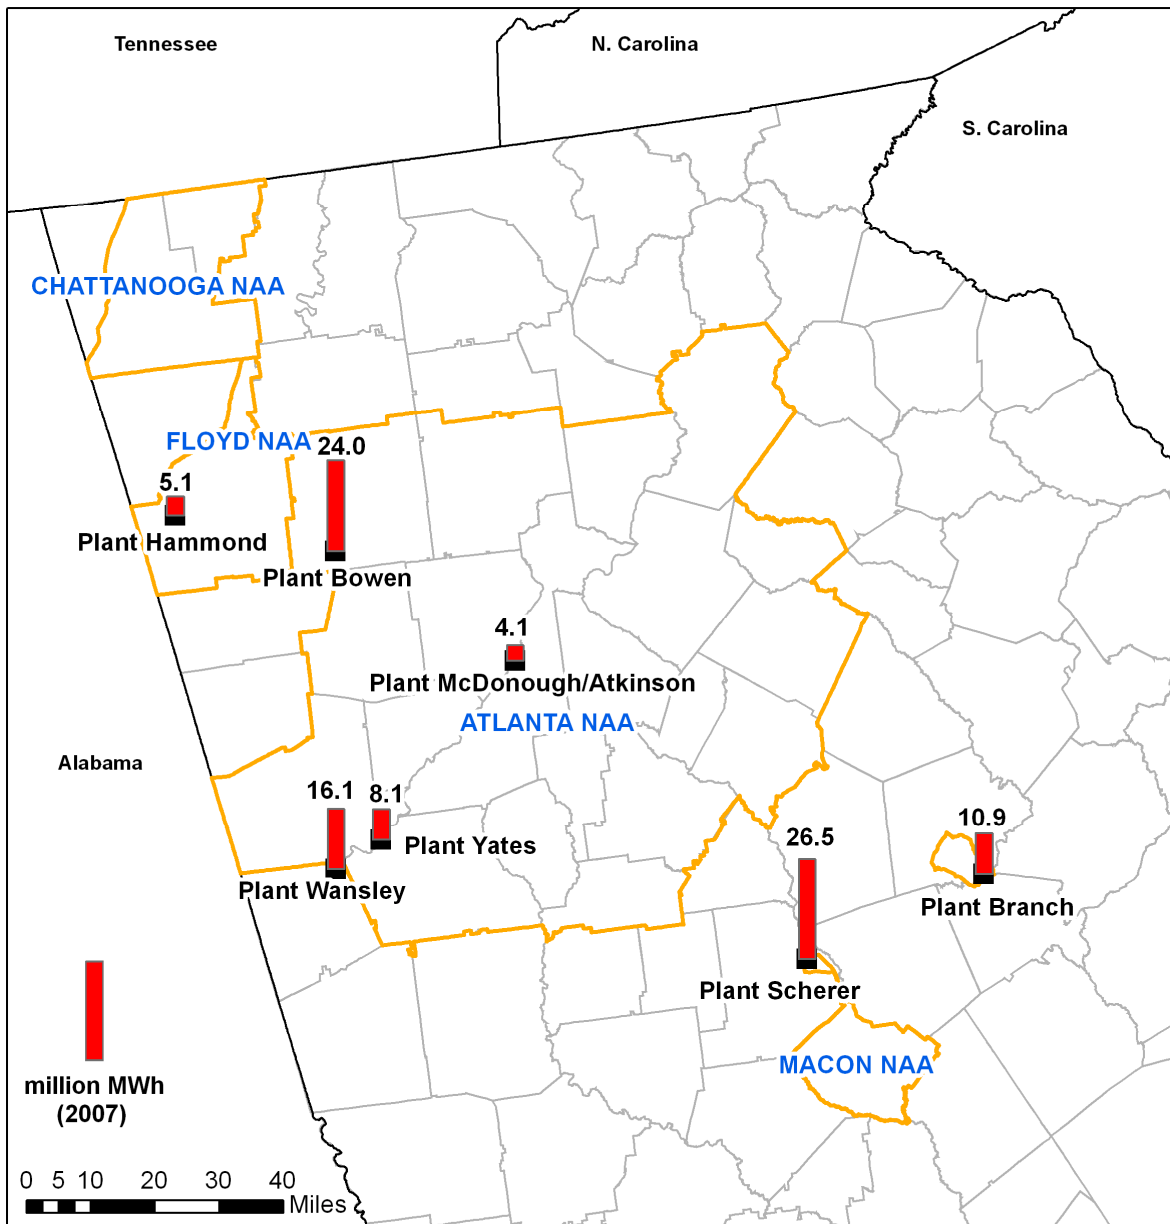 Tennessee
N. Carolina
S. Carolina
CHATTANOOGA NAA
FLOYD NAA
24.0
5.1
Plant Hammond
Plant Bowen
4.1
Plant McDonough/Atkinson
ATLANTA NAA
Alabama
16.1
8.1
10.9
26.5
Plant Yates
Plant Wansley
Plant Branch
Plant Scherer
MACON NAA
million MWh
(2007)
0 5 10 20 30 40
Miles